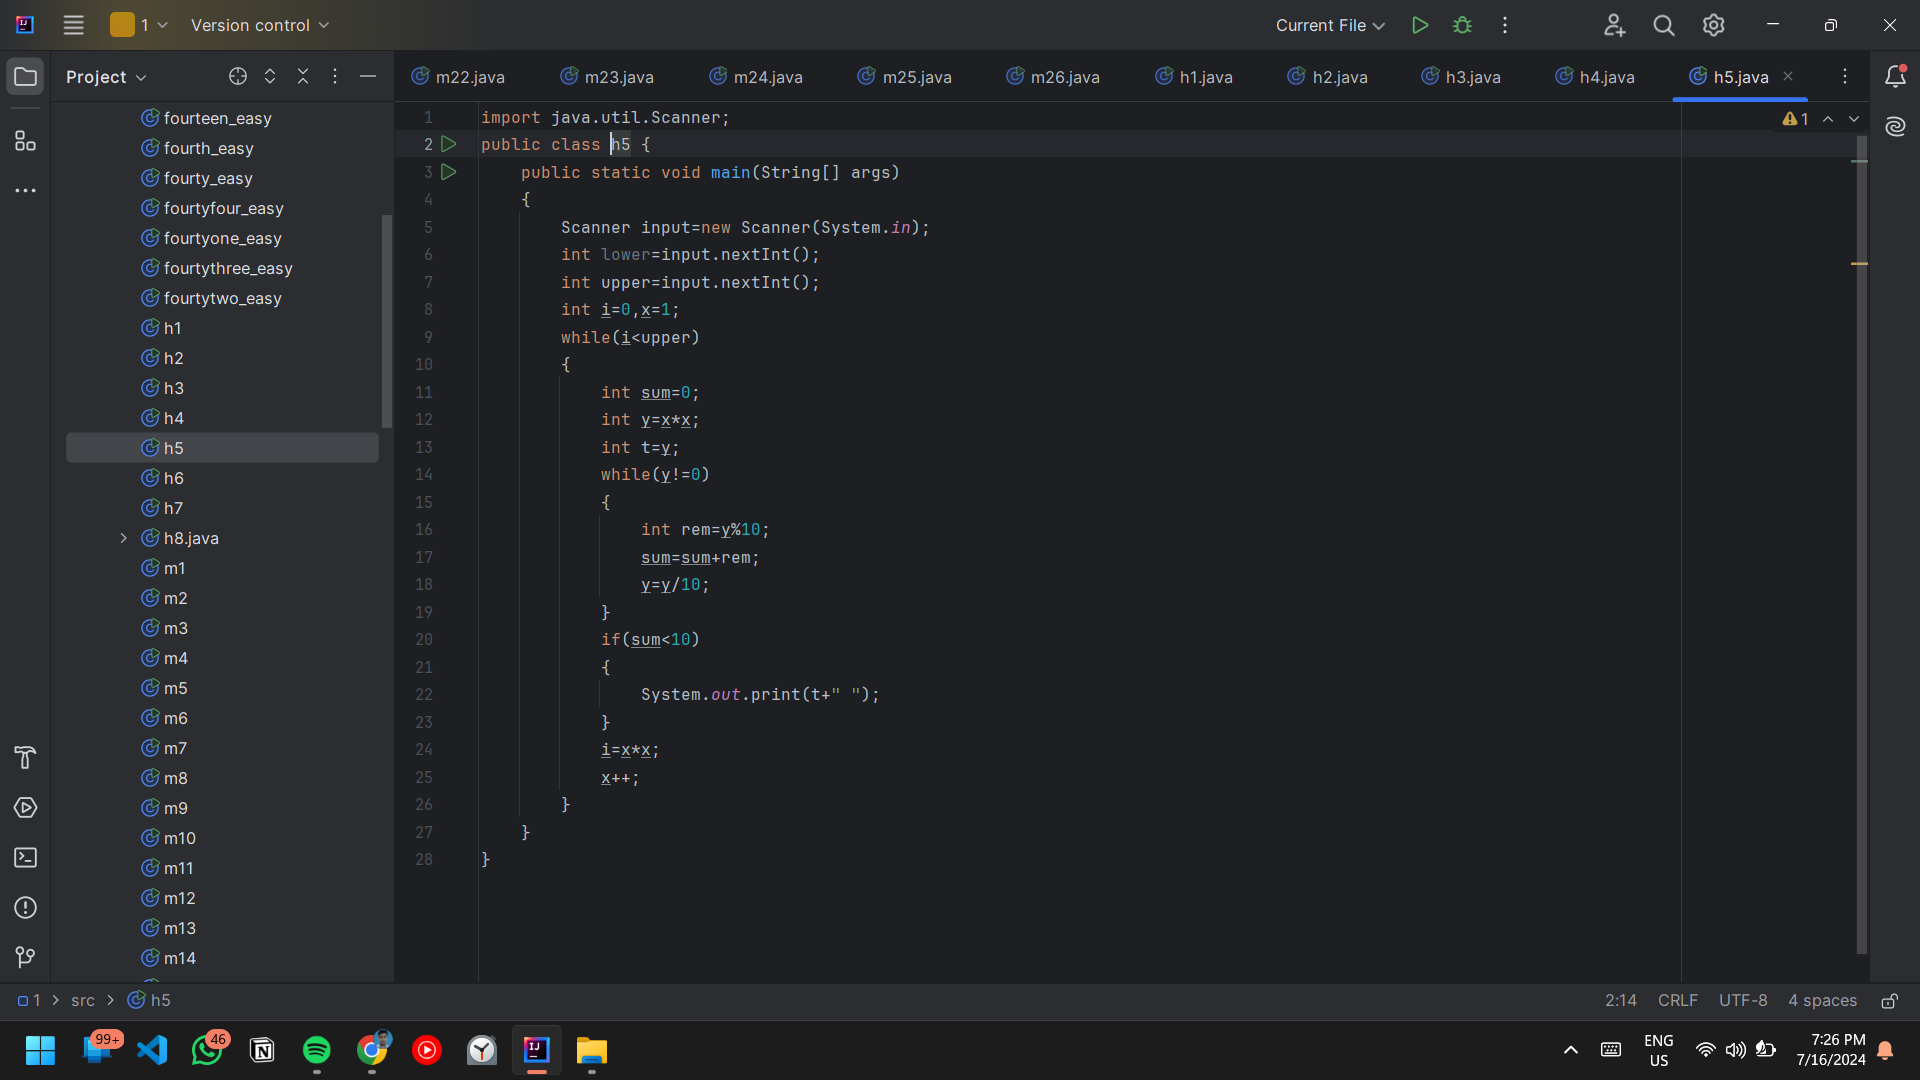 1
Version control
Current File
Project
m22.java
m23.java
m24.java
m25.java
m26.java
h1.java
h2.java
h3.java
h4.java
h5.java
fourteen_easy
fourth_easy
fourty_easy
fourtyfour_easy
fourtyone_easy
fourtythree_easy
fourtytwo_easy
h1
h2
h3
h4
h5
h6
h7
h8.java
m1
m2
m3
m4
m5
m6
m7
m8
m9
m10
m11
m12
m13
m14
1 import java.util.Scanner;
2 public class h5 {
3 public static void main(String[] args)
4 {
5 Scanner input=new Scanner(System.in);
6 int lower=input.nextInt();
7 int upper=input.nextInt();
8 int i=0,x=1;
9 while(i<upper)
10 {
11 int sum=0;
12 int y=x*x;
13 int t=y;
14 while(y!=0)
15 {
16 int rem=y%10;
17 sum=sum+rem;
18 y=y/10;
19 }
20 if(sum<10)
21 {
22 System.out.print(t+" ");
23 }
24 i=x*x;
25 x++;
26 }
27 }
28 }
1
1 > src > h5
2:14 CRLF UTF-8 4 spaces
99+
46
ENG
US
7:26 PM
7/16/2024